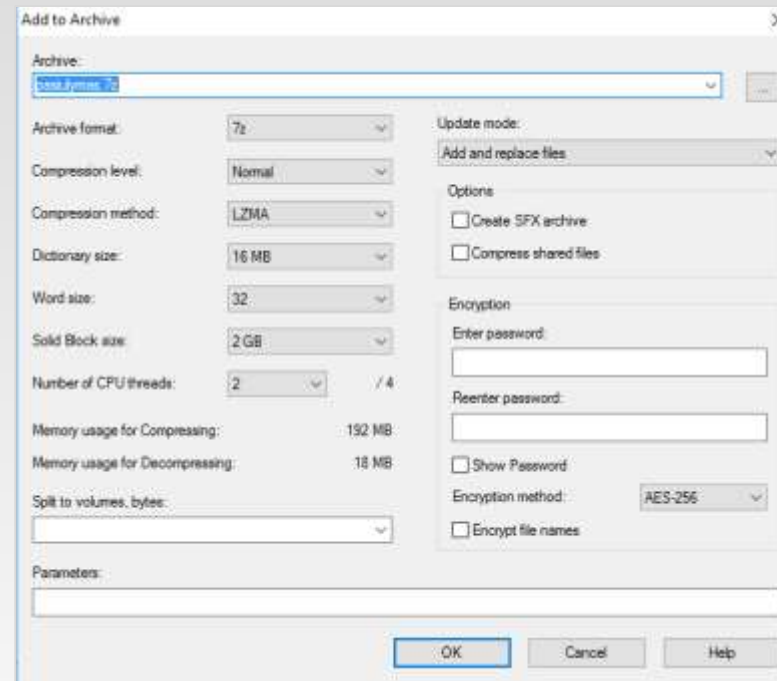 Add to Archive
Archive:
pasiulymas.7z
...
Archive format:
7z
Compression level:
Normal
Compression method:
LZMA
Dictionary size:
16 MB
Word size:
32
Solid Block size:
2 GB
Number of CPU threads:
2
/ 4
Memory usage for Compressing:
192 MB
Memory usage for Decompressing:
18 MB
Split to volumes, bytes:
Update mode:
Add and replace files
Options
Create SFX archive
Compress shared files
Encryption
Enter password:
Reenter password:
Show Password
Encryption method:
AES-256
Encrypt file names
Parameters:
OK
Cancel
Help